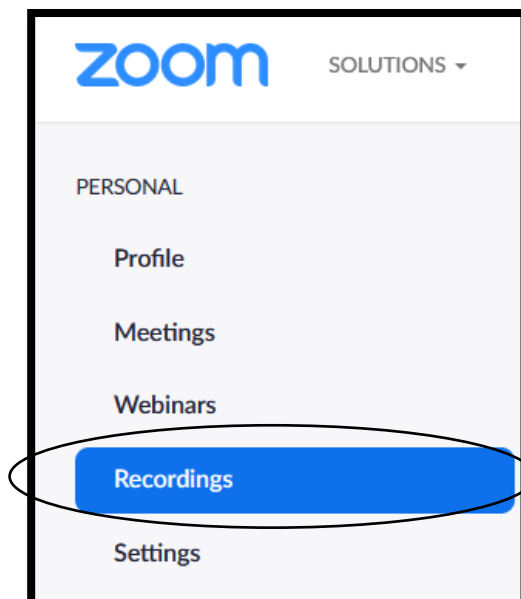 zoom SOLUTIONS
PERSONAL
Profile
Meetings
Webinars
Recordings
Settings